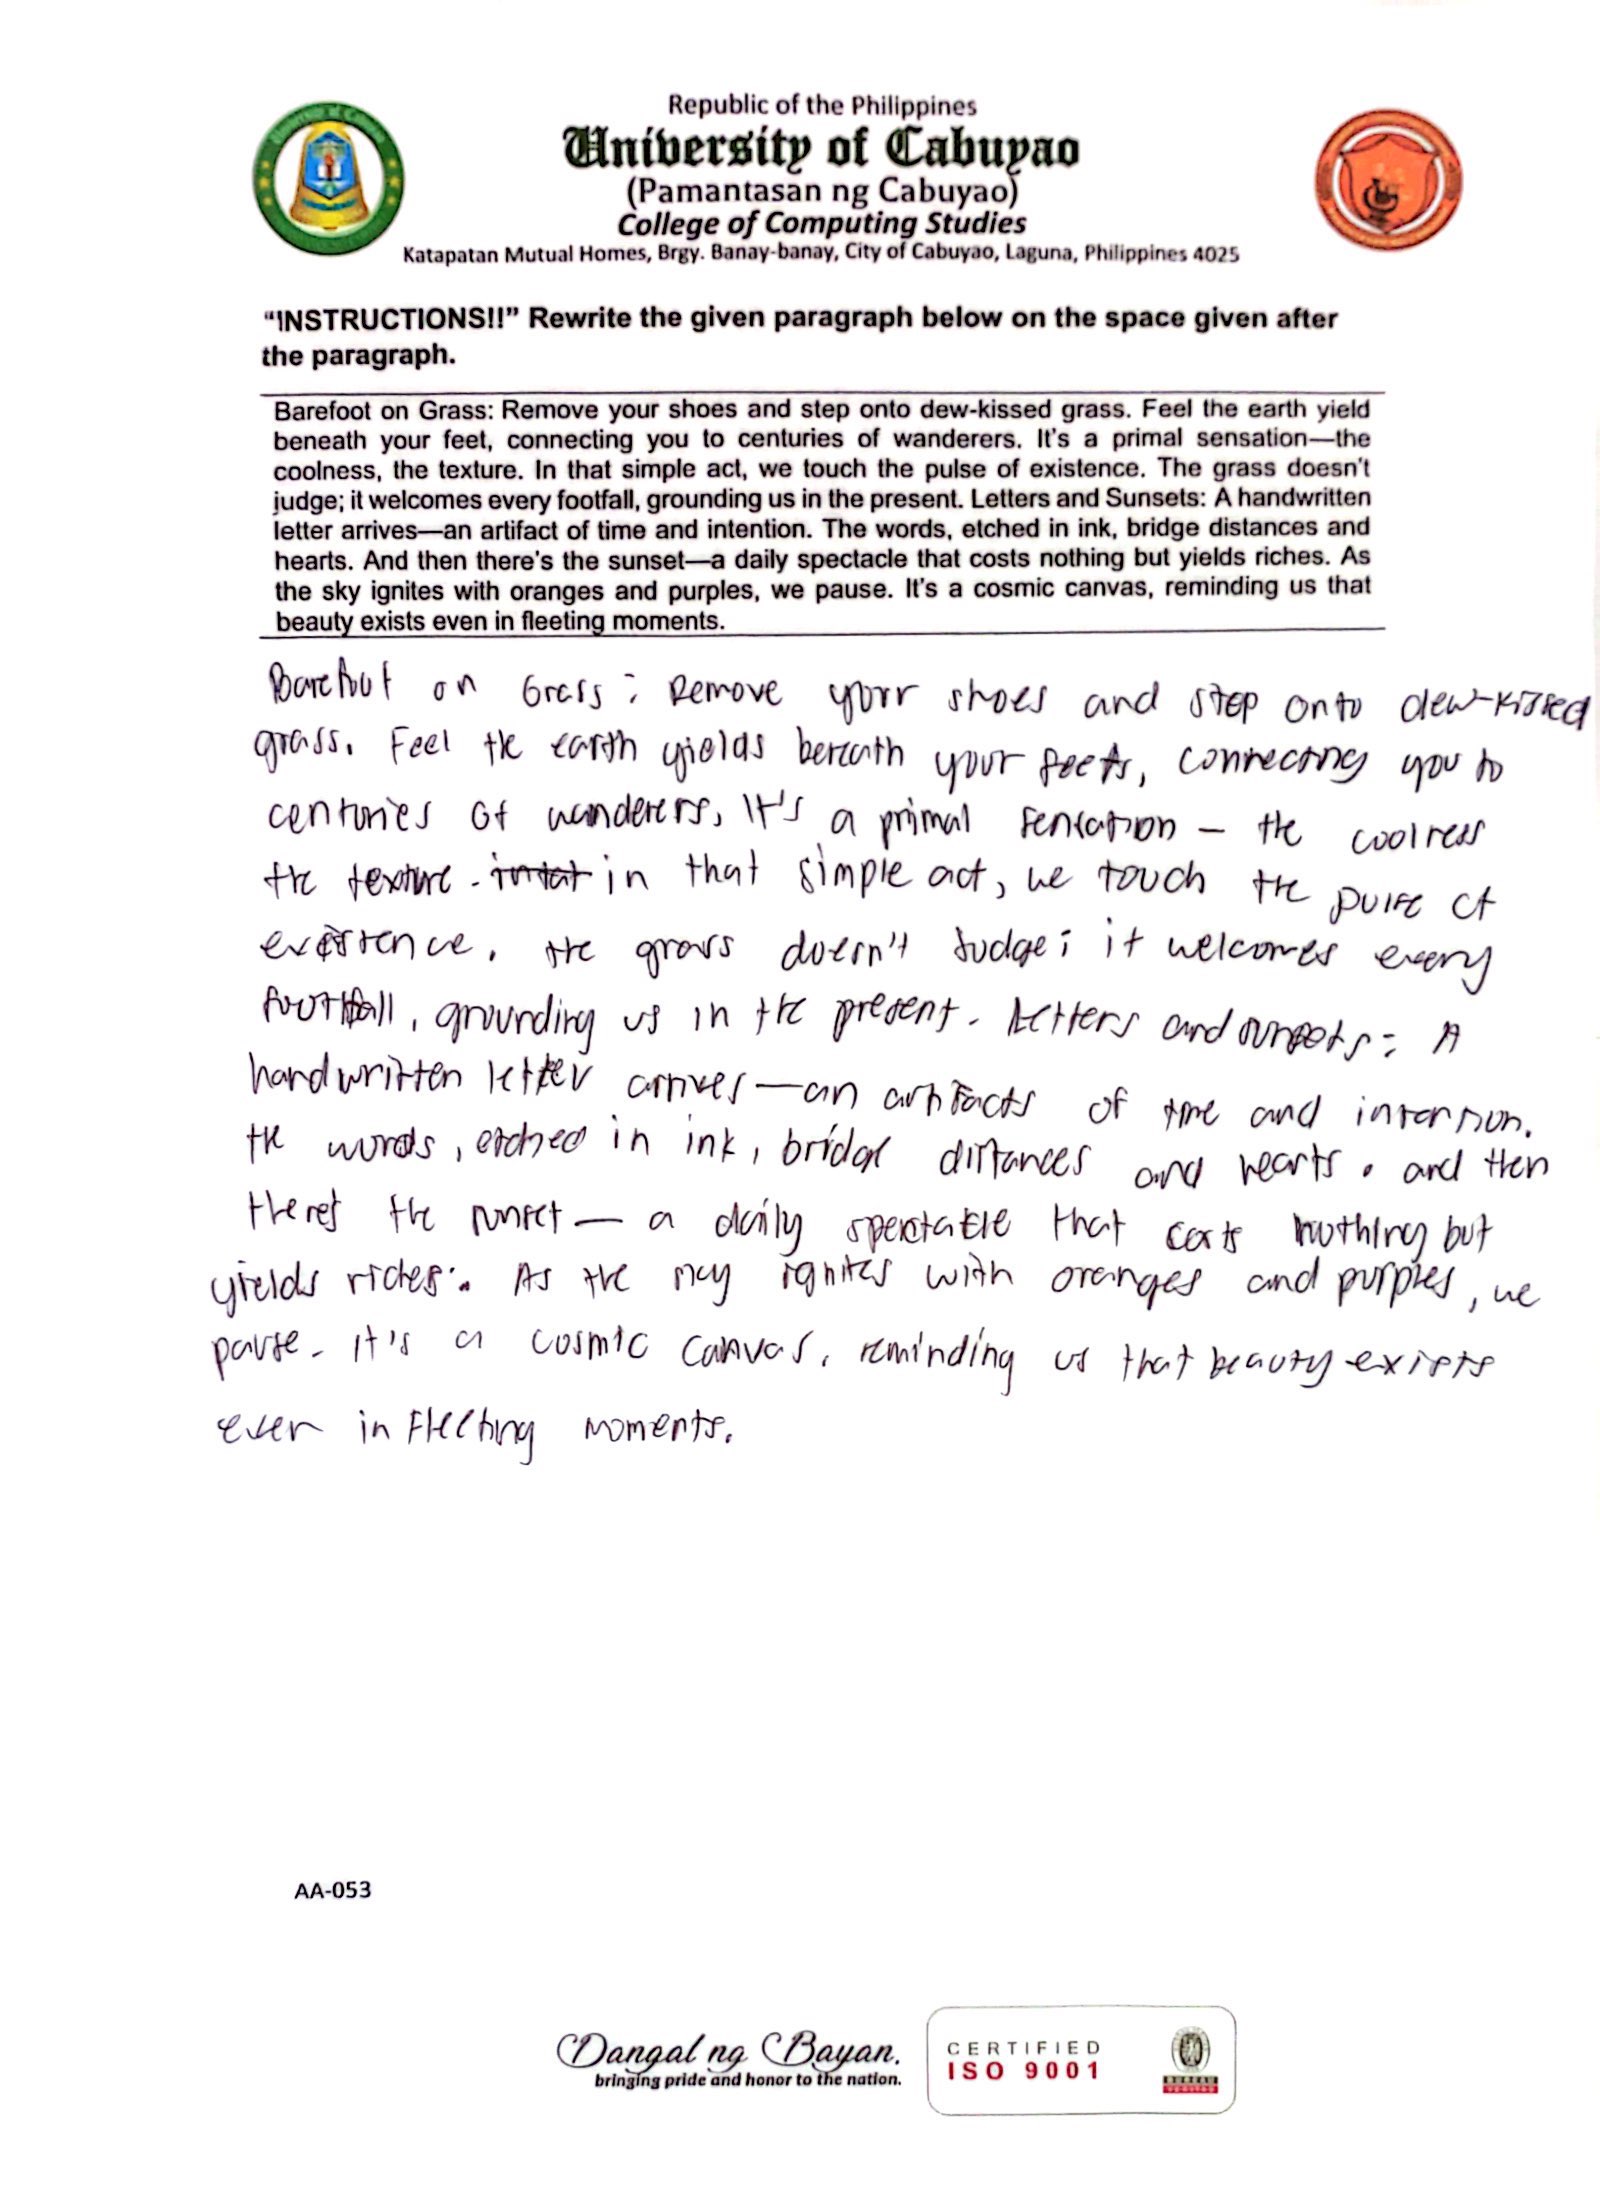 Republic of the Philippines
University of Cabuyao
(Pamantasan ng Cabuyao)
College of Computing Studies
Katapatan Mutual Homes, Brgy. Banay-banay, City of Cabuyao, Laguna, Philippines 4025
“INSTRUCTIONS!!” Rewrite the given paragraph below on the space given after
the paragraph.
Barefoot on Grass: Remove your shoes and step onto dew-kissed grass. Feel the earth yield
beneath your feet, connecting you to centuries of wanderers. It's a primal sensation—the
coolness, the texture. In that simple act, we touch the pulse of existence. The grass doesn't
judge; it welcomes every footfall, grounding us in the present. Letters and Sunsets: A handwritten
letter arrives—an artifact of time and intention. The words, etched in ink, bridge distances and
hearts. And then there's the sunset—a daily spectacle that costs nothing but yields riches. As
the sky ignites with oranges and purples, we pause. It's a cosmic canvas, reminding us that
beauty exists even in fleeting moments.
Barefoot on Grass: Remove your shoes and step onto dew-kissed
grass. Feel the earth yields beneath your feets, connecting you to
centuries of wanderers, It's a primal sensation — the coolness
the texture. in that simple act, we touch the pulse of
existence. the grass doesn't judge; it welcomes every
footfall, grounding us in the present. Letters and sunsets: A
handwritten letter arrives—an artifacts of time and intention.
the words, etched in ink, bridal distances and hearts. and then
there's the sunset — a daily spectacle that costs nothing but
yields riches. As the ignites with oranges and purples, we
pause. It's a cosmic canvas, reminding us that beauty exists
even in Fleeting moments.
AA-053
Dangal ng Bayan.
bringing pride and honor to the nation.
CERTIFIED
ISO 9001
BUREAU
VERITAS